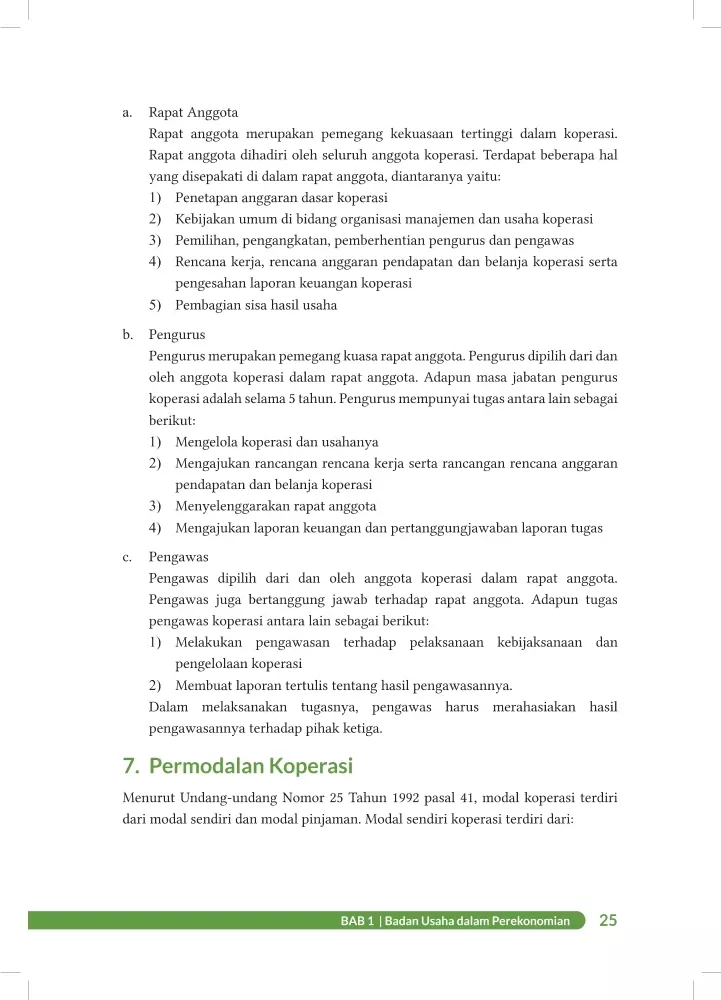 a. Rapat Anggota
Rapat anggota merupakan pemegang kekuasaan tertinggi dalam koperasi.
Rapat anggota dihadiri oleh seluruh anggota koperasi. Terdapat beberapa hal
yang disepakati di dalam rapat anggota, diantaranya yaitu:
1) Penetapan anggaran dasar koperasi
2) Kebijakan umum di bidang organisasi manajemen dan usaha koperasi
3) Pemilihan, pengangkatan, pemberhentian pengurus dan pengawas
4) Rencana kerja, rencana anggaran pendapatan dan belanja koperasi serta
pengesahan laporan keuangan koperasi
5) Pembagian sisa hasil usaha
b. Pengurus
Pengurus merupakan pemegang kuasa rapat anggota. Pengurus dipilih dari dan
oleh anggota koperasi dalam rapat anggota. Adapun masa jabatan pengurus
koperasi adalah selama 5 tahun. Pengurus mempunyai tugas antara lain sebagai
berikut:
1) Mengelola koperasi dan usahanya
2) Mengajukan rancangan rencana kerja serta rancangan rencana anggaran
pendapatan dan belanja koperasi
3) Menyelenggarakan rapat anggota
4) Mengajukan laporan keuangan dan pertanggungjawaban laporan tugas
c. Pengawas
Pengawas dipilih dari dan oleh anggota koperasi dalam rapat anggota.
Pengawas juga bertanggung jawab terhadap rapat anggota. Adapun tugas
pengawas koperasi antara lain sebagai berikut:
1) Melakukan pengawasan terhadap pelaksanaan kebijaksanaan dan
pengelolaan koperasi
2) Membuat laporan tertulis tentang hasil pengawasannya.
Dalam melaksanakan tugasnya, pengawas harus merahasiakan hasil
pengawasannya terhadap pihak ketiga.
7. Permodalan Koperasi
Menurut Undang-undang Nomor 25 Tahun 1992 pasal 41, modal koperasi terdiri
dari modal sendiri dan modal pinjaman. Modal sendiri koperasi terdiri dari:
BAB 1 | Badan Usaha dalam Perekonomian 25